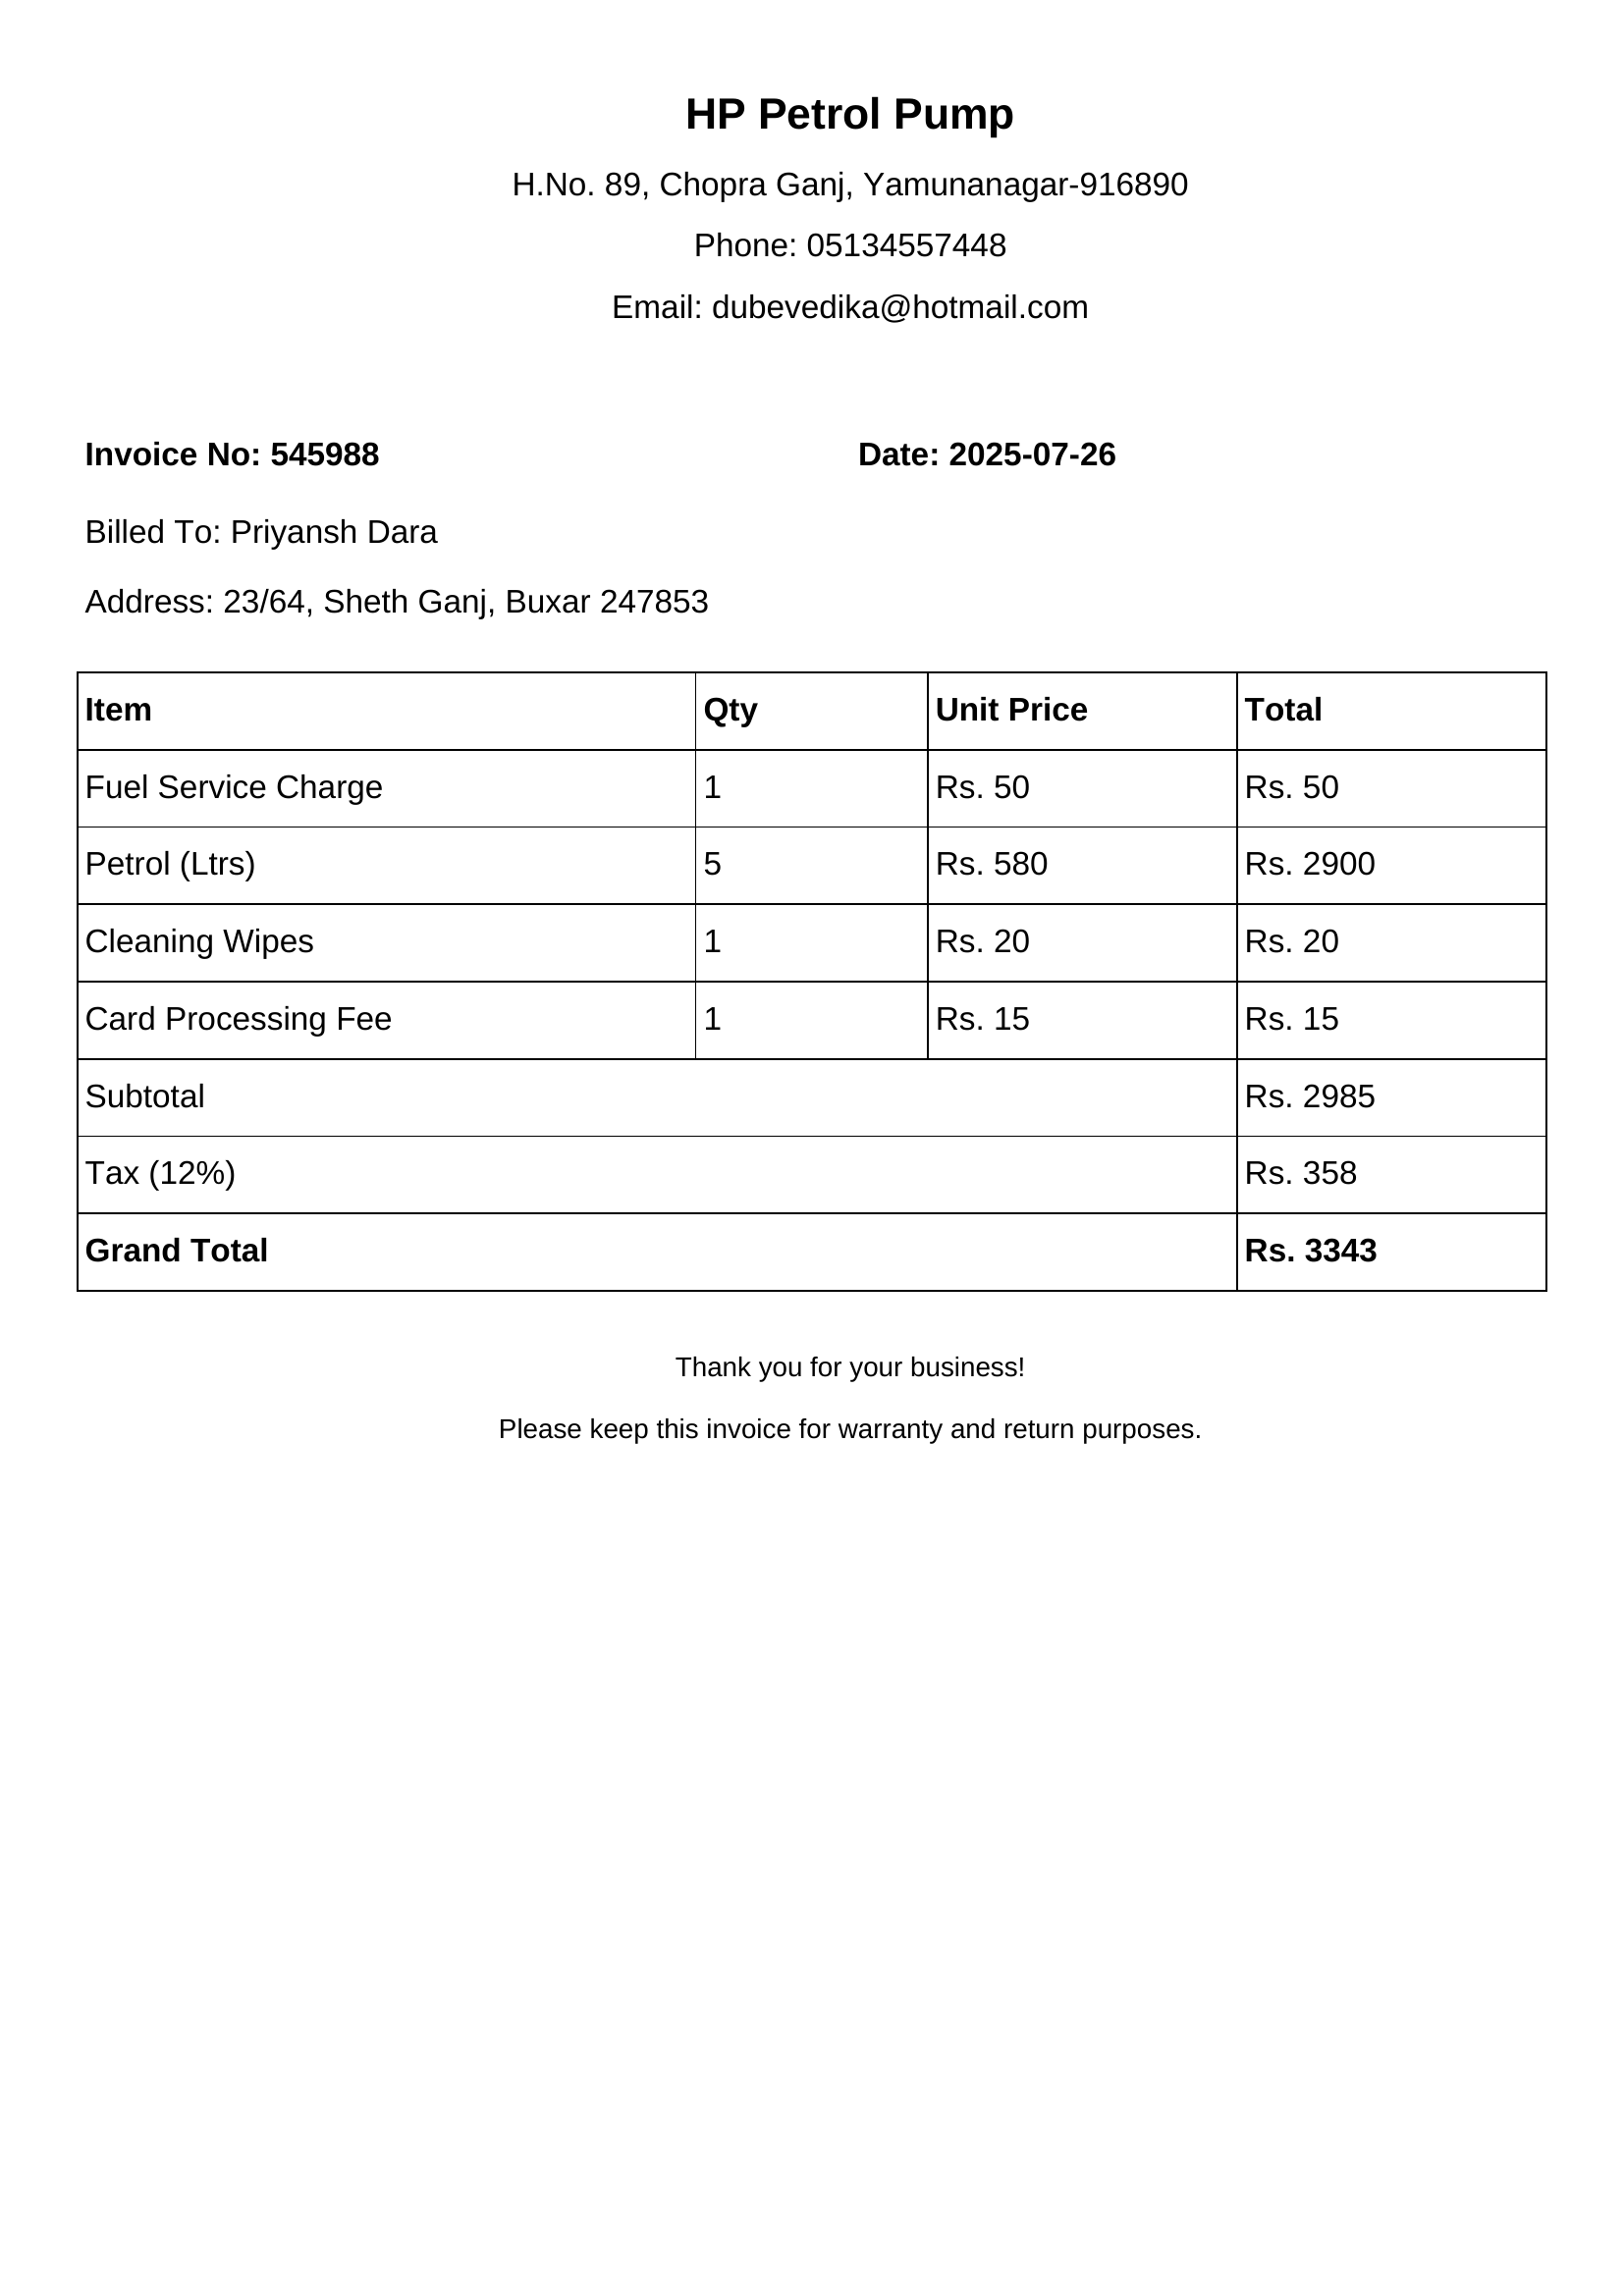 HP Petrol Pump
H.No. 89, Chopra Ganj, Yamunanagar-916890
Phone: 05134557448
Email: dubevedika@hotmail.com
Invoice No: 545988 Date: 2025-07-26
Billed To: Priyansh Dara
Address: 23/64, Sheth Ganj, Buxar 247853
Item Qty Unit Price Total
Fuel Service Charge 1 Rs. 50 Rs. 50
Petrol (Ltrs) 5 Rs. 580 Rs. 2900
Cleaning Wipes 1 Rs. 20 Rs. 20
Card Processing Fee 1 Rs. 15 Rs. 15
Subtotal Rs. 2985
Tax (12%) Rs. 358
Grand Total Rs. 3343
Thank you for your business!
Please keep this invoice for warranty and return purposes.